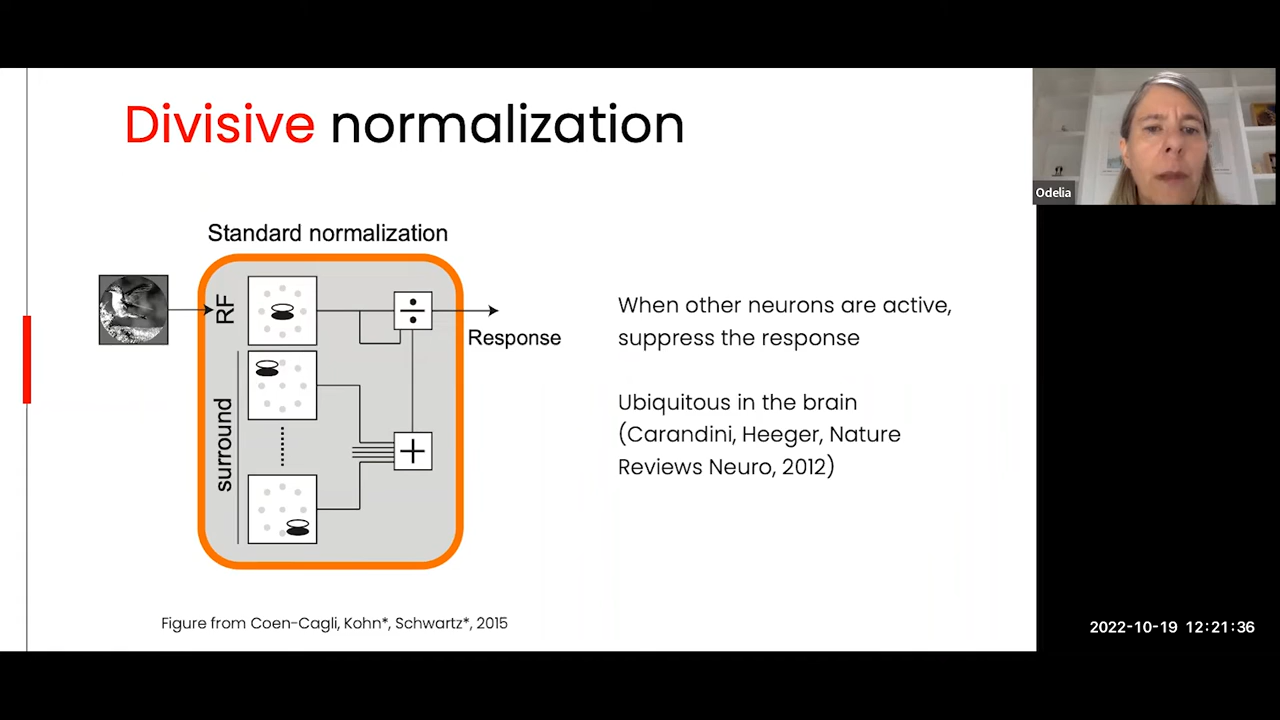 Divisive normalization
Standard normalization
RF
÷
Response
surround
+
When other neurons are active,
suppress the response
Ubiquitous in the brain
(Carandini, Heeger, Nature
Reviews Neuro, 2012)
Figure from Coen-Cagli, Kohn*, Schwartz*, 2015
Odelia
2022-10-19 12:21:36